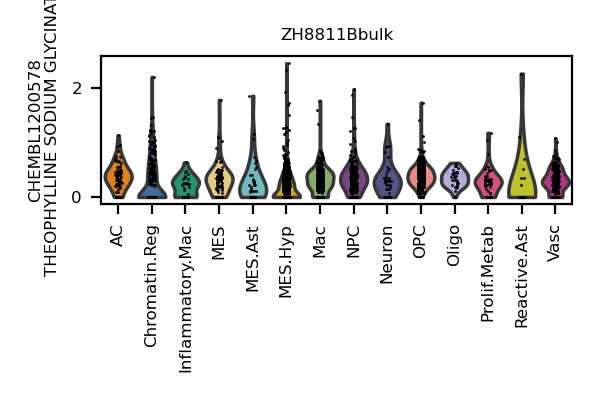 ZH8811Bbulk
CHEMBL1200578
THEOPHYLLINE SODIUM GLYCINAT
2
0
AC
Chromatin.Reg
Inflammatory.Mac
MES
MES.Ast
MES.Hyp
Mac
NPC
Neuron
OPC
Oligo
Prolif.Metab
Reactive.Ast
Vasc